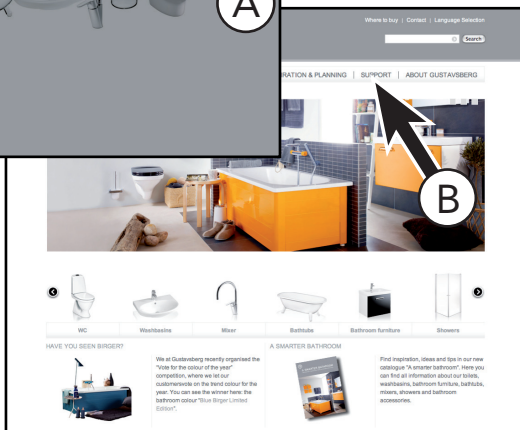 A
Where to buy | Contact | Language Selection
Search
RATION & PLANNING | SUPPORT | ABOUT GUSTAVSBERG
B
WC Washbasins Mixer Bathtubs Bathroom furniture Showers
HAVE YOU SEEN BIRGER?
We at Gustavsberg recently organised the
"Vote for the colour of the year"
competition, where we let our
customersvote on the trend colour for the
year. You can see the winner here: the
bathroom colour "Blue Birger Limited
Edition".
A SMARTER BATHROOM
Find inspiration, ideas and tips in our new
catalogue "A smarter bathroom". Here you
can find all information about our toilets,
washbasins, bathroom furniture, bathtubs,
mixers, showers and bathroom
accessories.